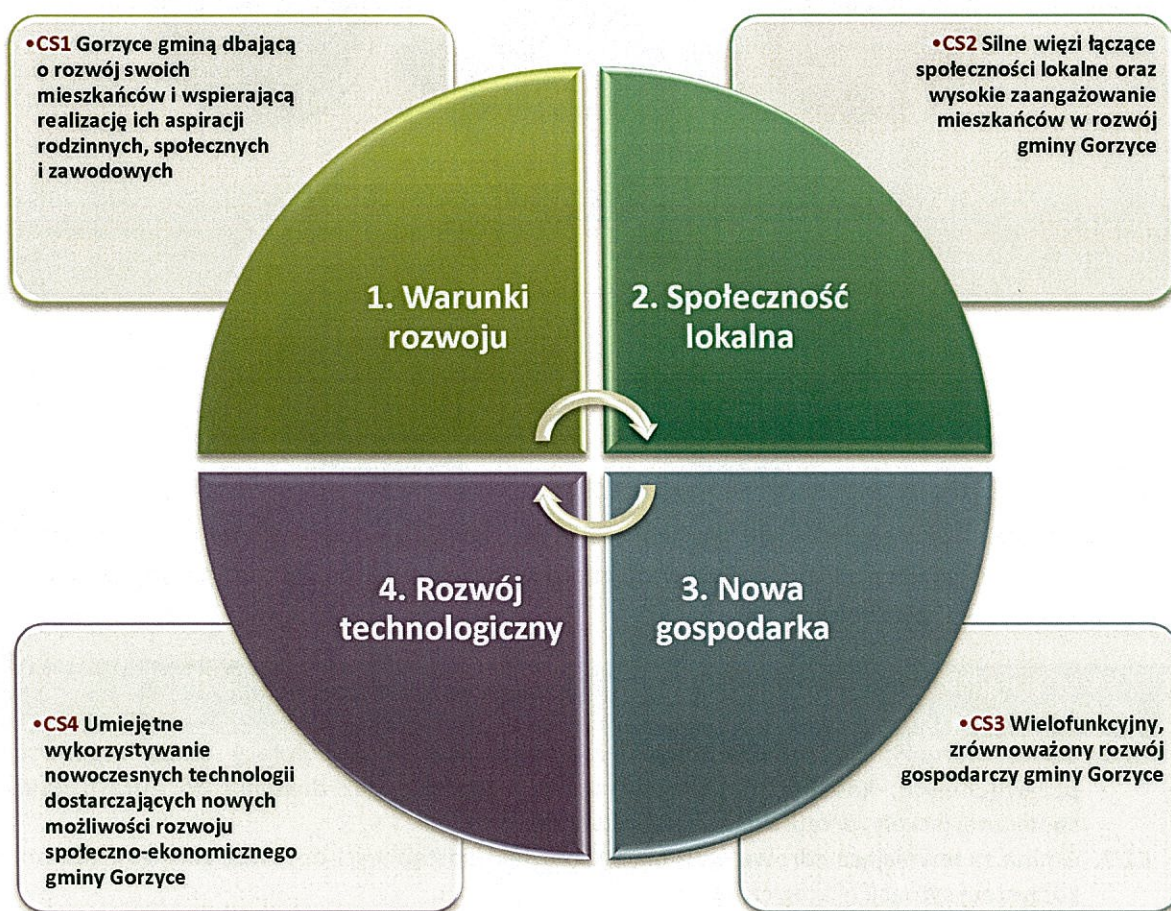 •CS1 Gorzyce gminą dbającą
o rozwój swoich
mieszkańców i wspierającą
realizację ich aspiracji
rodzinnych, społecznych
i zawodowych
•CS2 Silne więzi łączące
społeczności lokalne oraz
wysokie zaangażowanie
mieszkańców w rozwój
gminy Gorzyce
1. Warunki
rozwoju
2. Społeczność
lokalna
4. Rozwój
technologiczny
3. Nowa
gospodarka
•CS4 Umiejętne
wykorzystywanie
nowoczesnych technologii
dostarczających nowych
możliwości rozwoju
społeczno-ekonomicznego
gminy Gorzyce
•CS3 Wielofunkcyjny,
zrównoważony rozwój
gospodarczy gminy Gorzyce